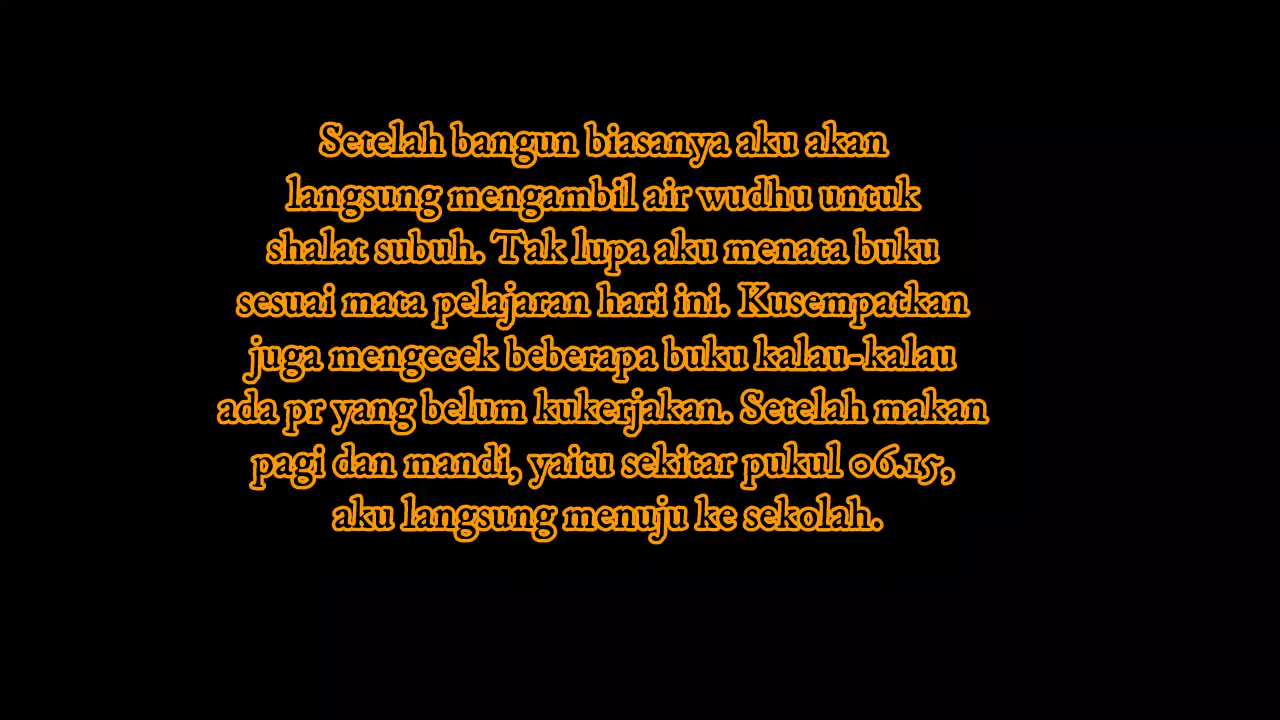 Setelah bangun biasanya aku akan
langsung mengambil air wudhu untuk
shalat subuh. Tak lupa aku menata buku
sesuai mata pelajaran hari ini. Kusempatkan
juga mengecek beberapa buku kalau-kalau
ada pr yang belum kukerjakan. Setelah makan
pagi dan mandi, yaitu sekitar pukul 06.15,
aku langsung menuju ke sekolah.